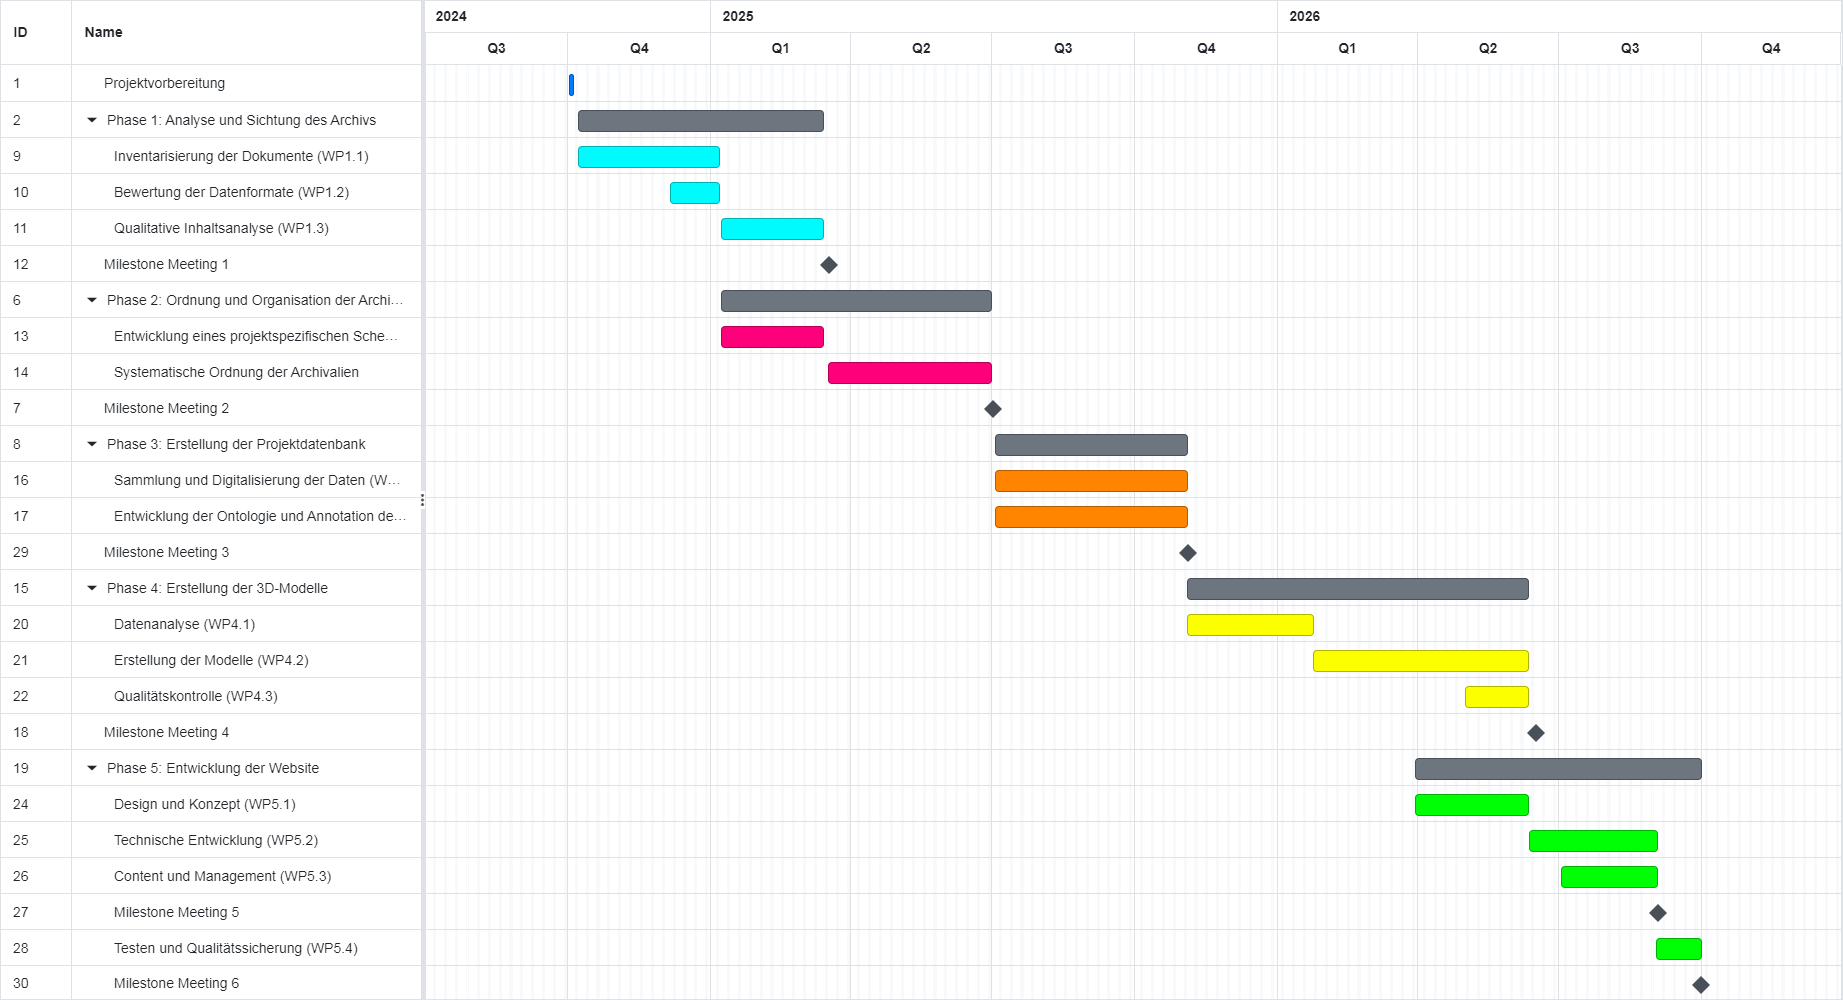 2024 2025 2026
ID Name
Q3 Q4 Q1 Q2 Q3 Q4 Q1 Q2 Q3 Q4
1 Projektvorbereitung
2 Phase 1: Analyse und Sichtung des Archivs
9 Inventarisierung der Dokumente (WP1.1)
10 Bewertung der Datenformate (WP1.2)
11 Qualitative Inhaltsanalyse (WP1.3)
12 Milestone Meeting 1
6 Phase 2: Ordnung und Organisation der Archi...
13 Entwicklung eines projektspezifischen Sche...
14 Systematische Ordnung der Archivalien
7 Milestone Meeting 2
8 Phase 3: Erstellung der Projektdatenbank
16 Sammlung und Digitalisierung der Daten (W...
17 Entwicklung der Ontologie und Annotation de...
29 Milestone Meeting 3
15 Phase 4: Erstellung der 3D-Modelle
20 Datenanalyse (WP4.1)
21 Erstellung der Modelle (WP4.2)
22 Qualitätskontrolle (WP4.3)
18 Milestone Meeting 4
19 Phase 5: Entwicklung der Website
24 Design und Konzept (WP5.1)
25 Technische Entwicklung (WP5.2)
26 Content und Management (WP5.3)
27 Milestone Meeting 5
28 Testen und Qualitätssicherung (WP5.4)
30 Milestone Meeting 6